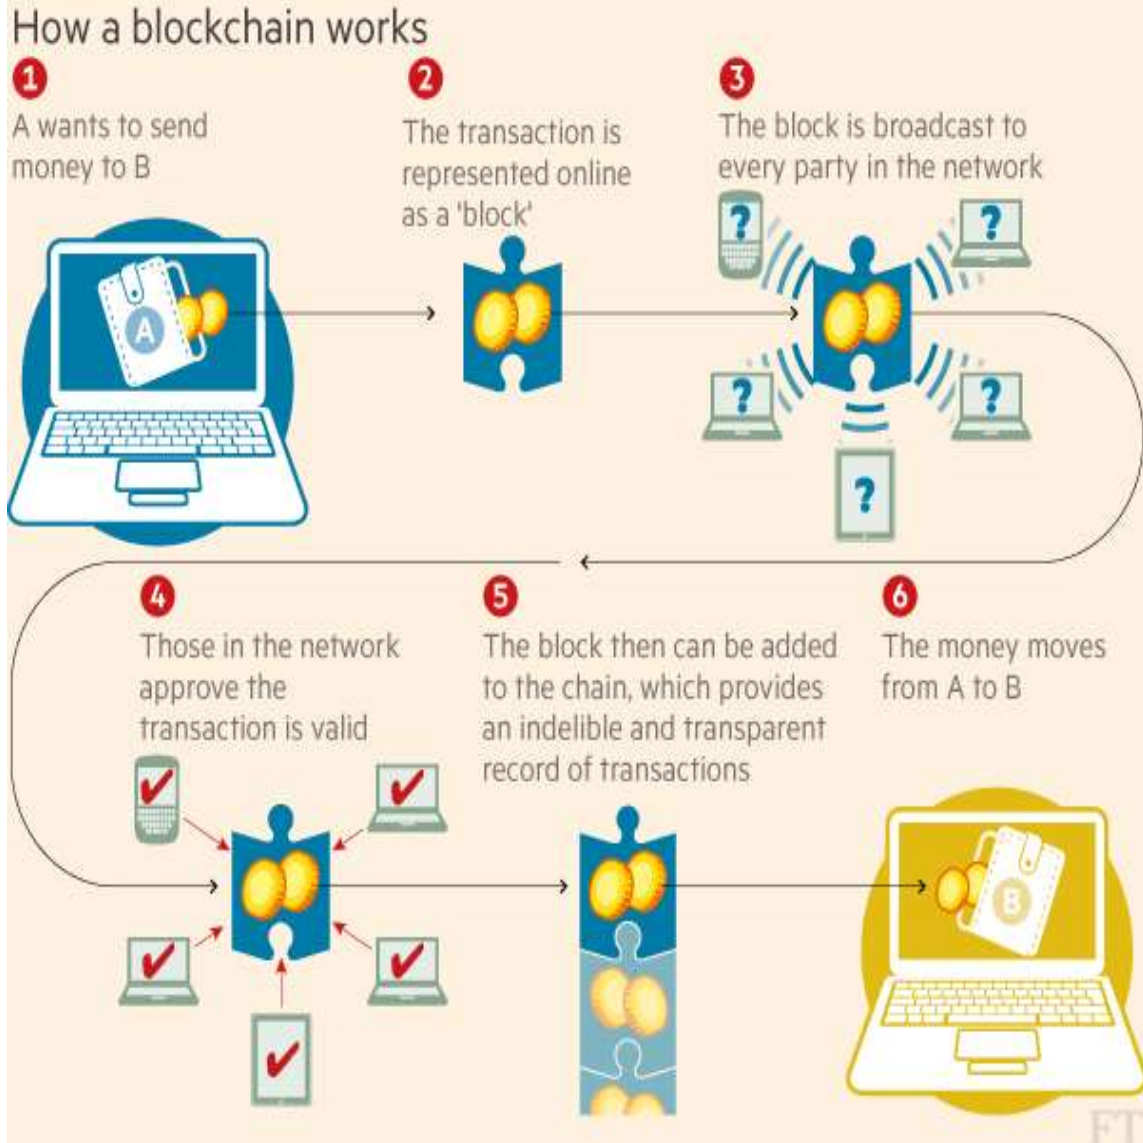 How a blockchain works
1
A wants to send
money to B
2
The transaction is
represented online
as a 'block'
3
The block is broadcast to
every party in the network
A
?
?
?
?
?
4
Those in the network
approve the
transaction is valid
5
The block then can be added
to the chain, which provides
an indelible and transparent
record of transactions
6
The money moves
from A to B
B
FT